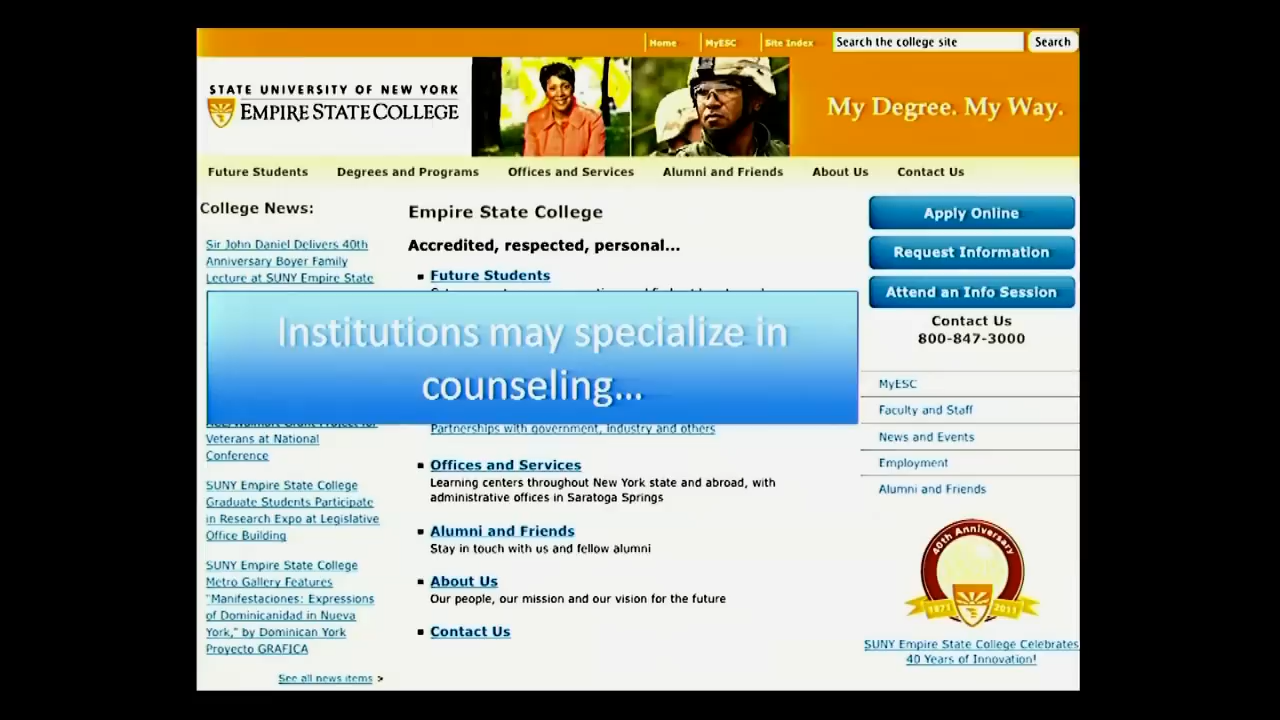 Home
MyESC
Site Index
Search the college site
Search
STATE UNIVERSITY OF NEW YORK
EMPIRE STATE COLLEGE
My Degree. My Way.
Future Students
Degrees and Programs
Offices and Services
Alumni and Friends
About Us
Contact Us
College News:
Sir John Daniel Delivers 40th
Anniversary Boyer Family
Lecture at SUNY Empire State
Veterans at National
Conference
SUNY Empire State College
Graduate Students Participate
in Research Expo at Legislative
Office Building
SUNY Empire State College
Metro Gallery Features
"Manifestaciones: Expressions
of Dominicanidad in Nueva
York," by Dominican York
Proyecto GRAFICA
See all news items >
Empire State College
Accredited, respected, personal...
Future Students
Institutions may specialize in
counseling...
Partnerships with government, industry and others
Offices and Services
Learning centers throughout New York state and abroad, with
administrative offices in Saratoga Springs
Alumni and Friends
Stay in touch with us and fellow alumni
About Us
Our people, our mission and our vision for the future
Contact Us
Apply Online
Request Information
Attend an Info Session
Contact Us
800-847-3000
MyESC
Faculty and Staff
News and Events
Employment
Alumni and Friends
40th Anniversary
1971 2011
SUNY Empire State College Celebrates
40 Years of Innovation!